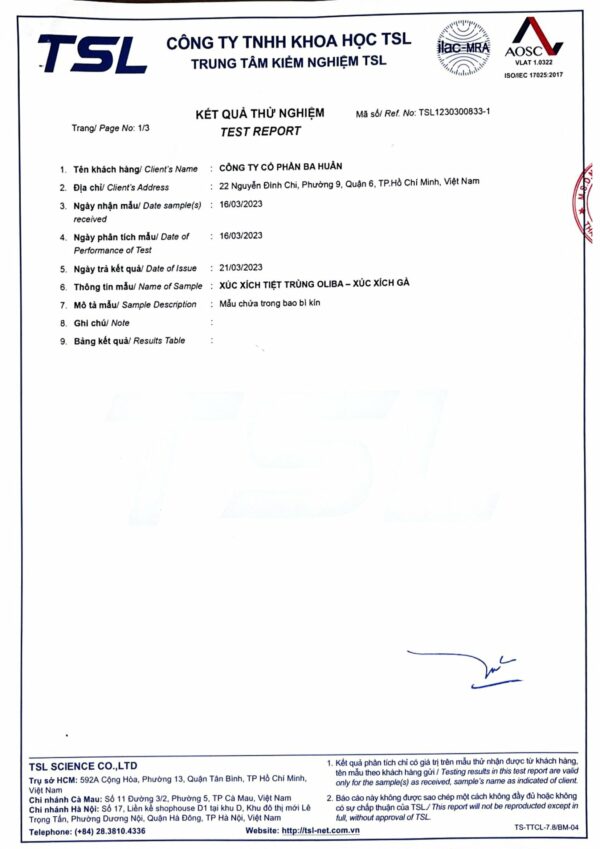 TSL
CÔNG TY TNHH KHOA HỌC TSL
TRUNG TÂM KIỂM NGHIỆM TSL
ilac-MRA
AOSC
VLAT 1.0322
ISO/IEC 17025:2017
KẾT QUẢ THỬ NGHIỆM
TEST REPORT
Mã số/ Ref. No: TSL1230300833-1
Trang/ Page No: 1/3
1. Tên khách hàng/ Client's Name : CÔNG TY CỔ PHẦN BA HUÂN
2. Địa chỉ/ Client's Address : 22 Nguyễn Đình Chi, Phường 9, Quận 6, TP.Hồ Chí Minh, Việt Nam
3. Ngày nhận mẫu/ Date sample(s) : 16/03/2023
received
4. Ngày phân tích mẫu/ Date of : 16/03/2023
Performance of Test
5. Ngày trả kết quả/ Date of Issue : 21/03/2023
6. Thông tin mẫu/ Name of Sample : XÚC XÍCH TIỆT TRÙNG OLIBA – XÚC XÍCH GÀ
7. Mô tả mẫu/ Sample Description : Mẫu chứa trong bao bì kín
8. Ghi chú/ Note :
9. Bảng kết quả/ Results Table :
TSL
TSL SCIENCE CO.,LTD
Trụ sở HCM: 592A Cộng Hòa, Phường 13, Quận Tân Bình, TP Hồ Chí Minh,
Việt Nam
Chi nhánh Cà Mau: Số 11 Đường 3/2, Phường 5, TP Cà Mau, Việt Nam
Chi nhánh Hà Nội: Số 17, Liền kề shophouse D1 tại khu D, Khu đô thị mới Lê
Trọng Tấn, Phường Dương Nội, Quận Hà Đông, TP Hà Nội, Việt Nam
Telephone: (+84) 28.3810.4336 Website: http://tsl-net.com.vn
1. Kết quả phân tích chỉ có giá trị trên mẫu thử nhận được từ khách hàng,
tên mẫu theo khách hàng gửi / Testing results in this test report are valid
only for the sample(s) as received, sample's name as indicated of client.
2. Báo cáo này không được sao chép một cách không đầy đủ hoặc không
có sự chấp thuận của TSL./ This report will not be reproducted except in
full, without approval of TSL.
TS-TTCL-7.8/BM-04